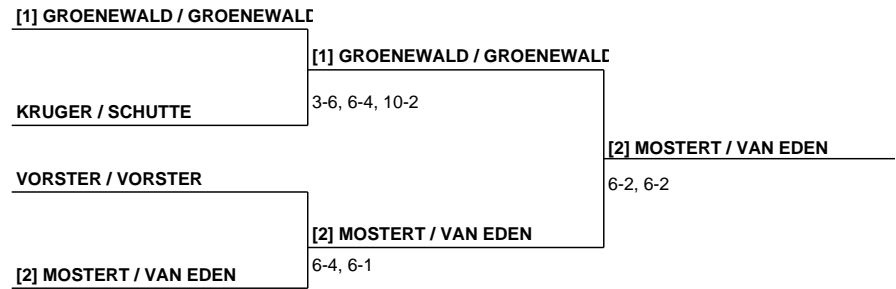 [1] GROENEWALD / GROENEWALD
[1] GROENEWALD / GROENEWALD
3-6, 6-4, 10-2
KRUGER / SCHUTTE
[2] MOSTERT / VAN EDEN
VORSTER / VORSTER
6-2, 6-2
[2] MOSTERT / VAN EDEN
6-4, 6-1
[2] MOSTERT / VAN EDEN